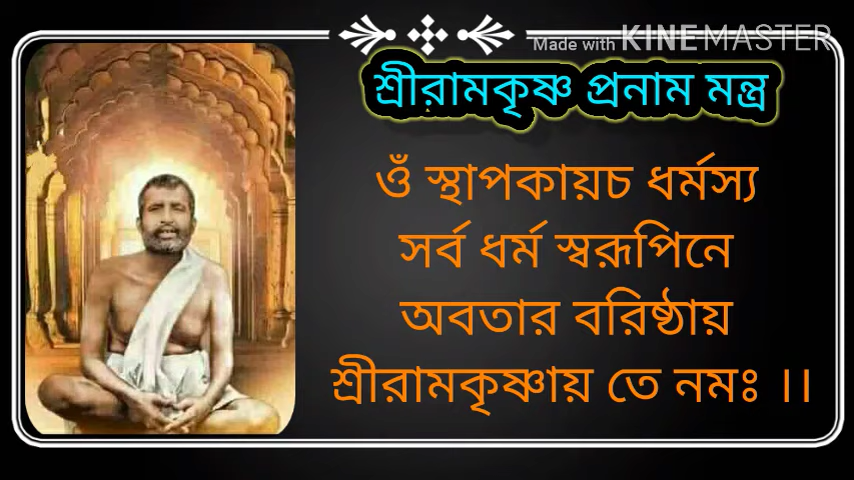 Made with KINEMASTER
শ্রীরামকৃষ্ণ প্রনাম মন্ত্র
ওঁ স্থাপকায়চ ধর্মস্য
সর্ব ধর্ম স্বরূপিনে
অবতার বরিষ্ঠায়
শ্রীরামকৃষ্ণায় তে নমঃ ।।